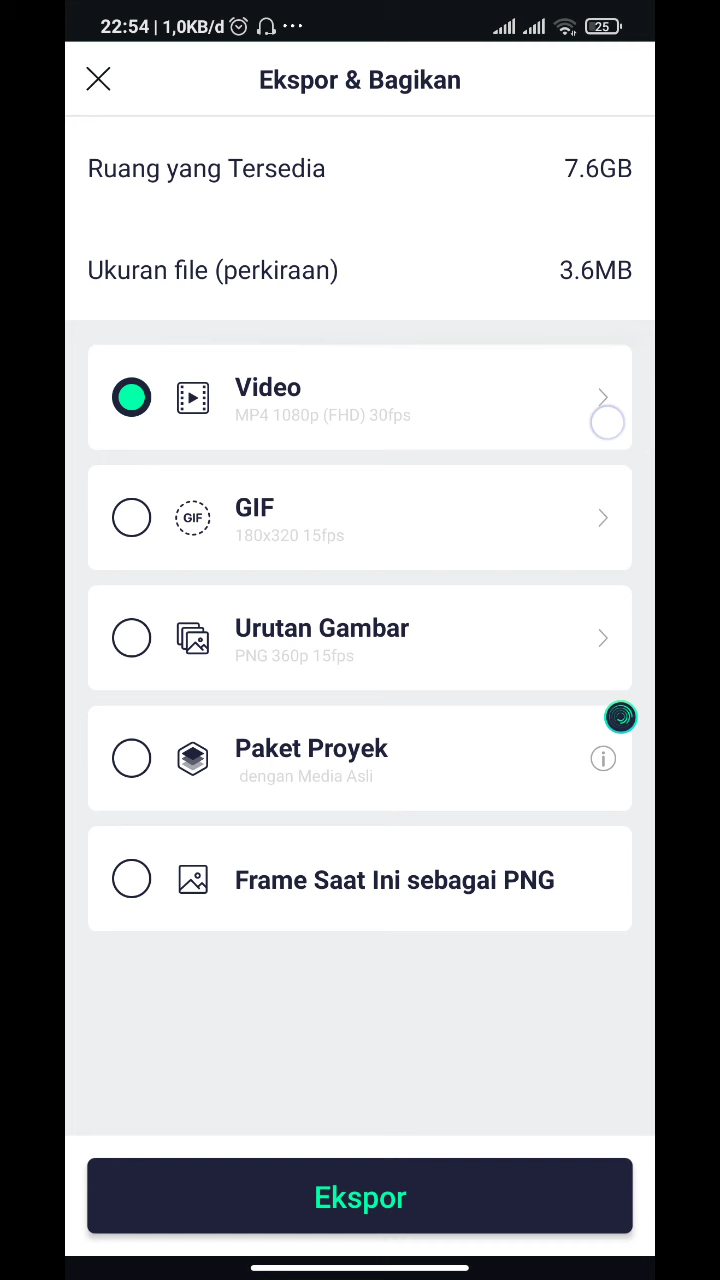 22:54 | 1,0KB/d ...
25
Ekspor & Bagikan
Ruang yang Tersedia 7.6GB
Ukuran file (perkiraan) 3.6MB
Video
MP4 1080p (FHD) 30fps
GIF
GIF
180x320 15fps
Urutan Gambar
PNG 360p 15fps
Paket Proyek
dengan Media Asli
Frame Saat Ini sebagai PNG
Ekspor